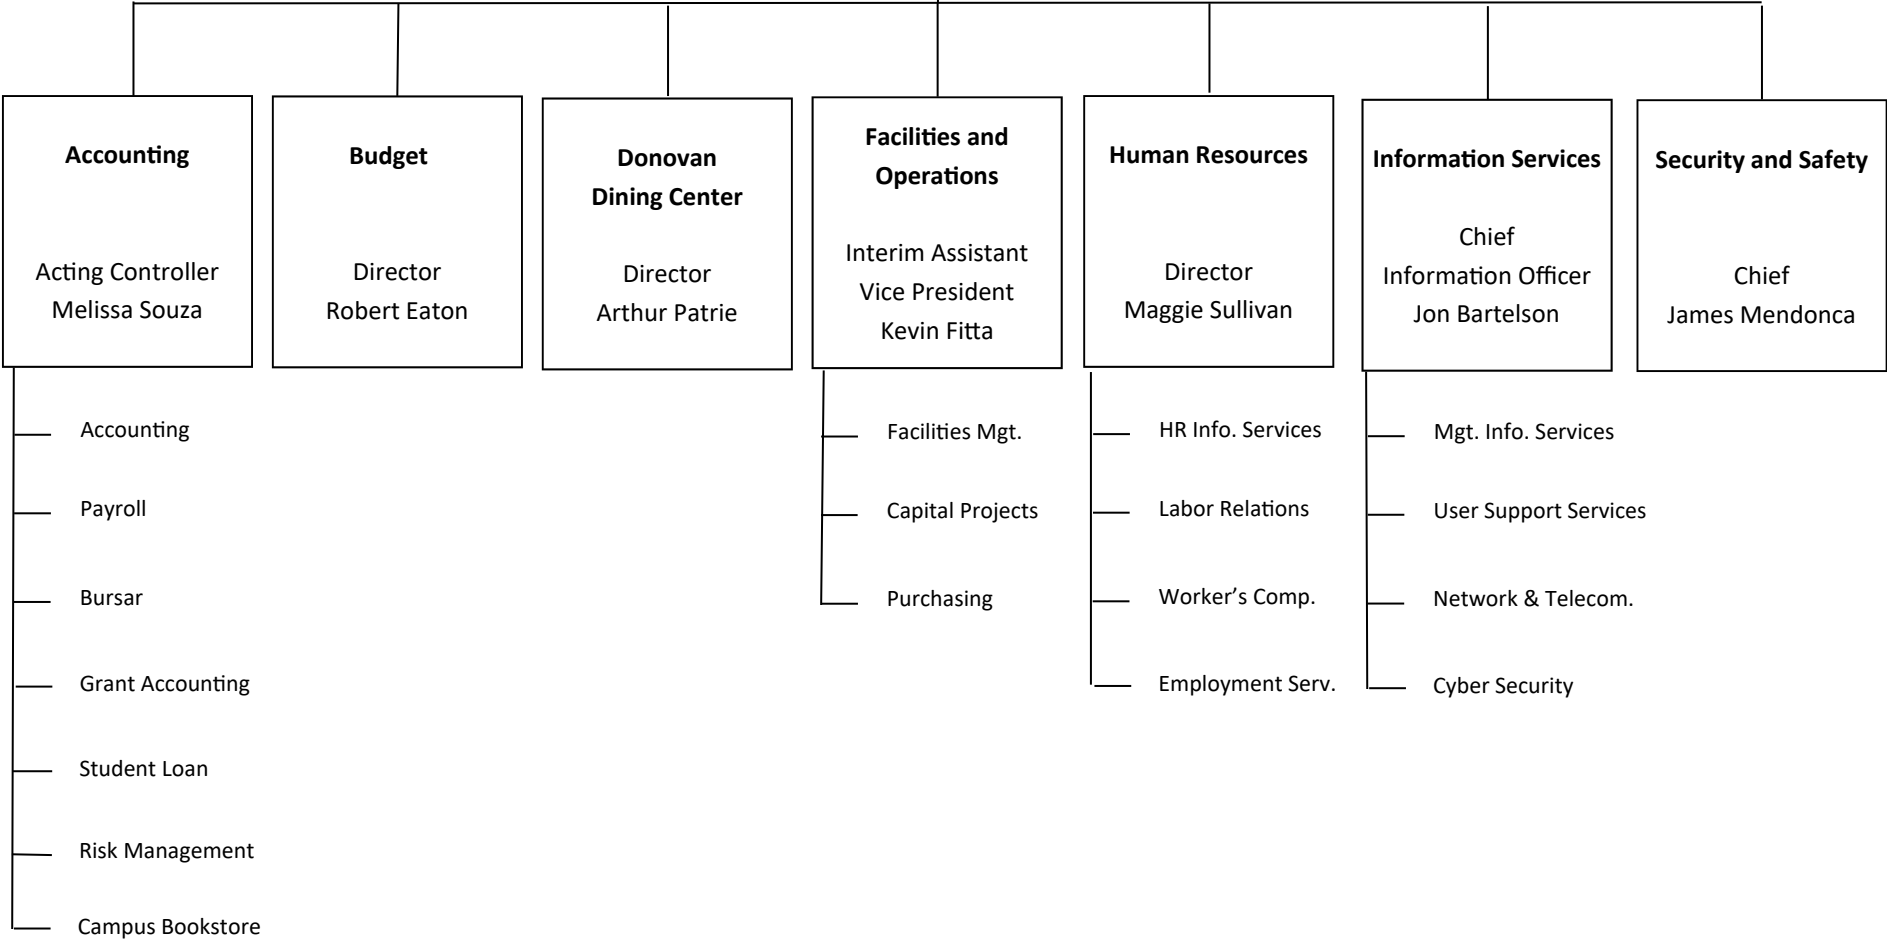 Accounting
Acting Controller
Melissa Souza
Accounting
Payroll
Bursar
Grant Accounting
Student Loan
Risk Management
Campus Bookstore
Budget
Director
Robert Eaton
Donovan
Dining Center
Director
Arthur Patrie
Facilities and
Operations
Interim Assistant
Vice President
Kevin Fitta
Facilities Mgt.
Capital Projects
Purchasing
Human Resources
Director
Maggie Sullivan
HR Info. Services
Labor Relations
Worker’s Comp.
Employment Serv.
Information Services
Chief
Information Officer
Jon Bartelson
Mgt. Info. Services
User Support Services
Network & Telecom.
Cyber Security
Security and Safety
Chief
James Mendonca